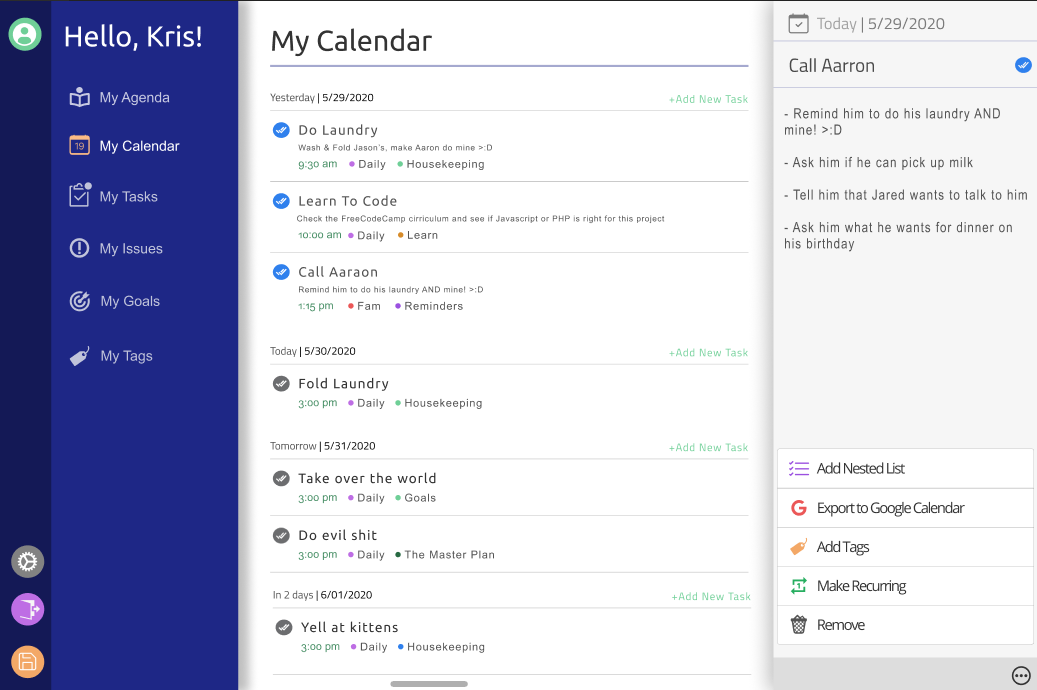 Hello, Kris!
My Agenda
19
My Calendar
My Tasks
My Issues
My Goals
My Tags
My Calendar
Yesterday | 5/29/2020
+Add New Task
Do Laundry
Wash & Fold Jason's, make Aaron do mine >:D
9:30 am Daily Housekeeping
Learn To Code
Check the FreeCodeCamp cirriculum and see if Javascript or PHP is right for this project
10:00 am Daily Learn
Call Aaraon
Remind him to do his laundry AND mine! >:D
1:15 pm Fam Reminders
Today | 5/30/2020
+Add New Task
Fold Laundry
3:00 pm Daily Housekeeping
Tomorrow | 5/31/2020
+Add New Task
Take over the world
3:00 pm Daily Goals
Do evil shit
3:00 pm Daily The Master Plan
In 2 days | 6/01/2020
+Add New Task
Yell at kittens
3:00 pm Daily Housekeeping
Today | 5/29/2020
Call Aarron
- Remind him to do his laundry AND
mine! >:D
- Ask him if he can pick up milk
- Tell him that Jared wants to talk to him
- Ask him what he wants for dinner on
his birthday
Add Nested List
G Export to Google Calendar
Add Tags
1 Make Recurring
Remove